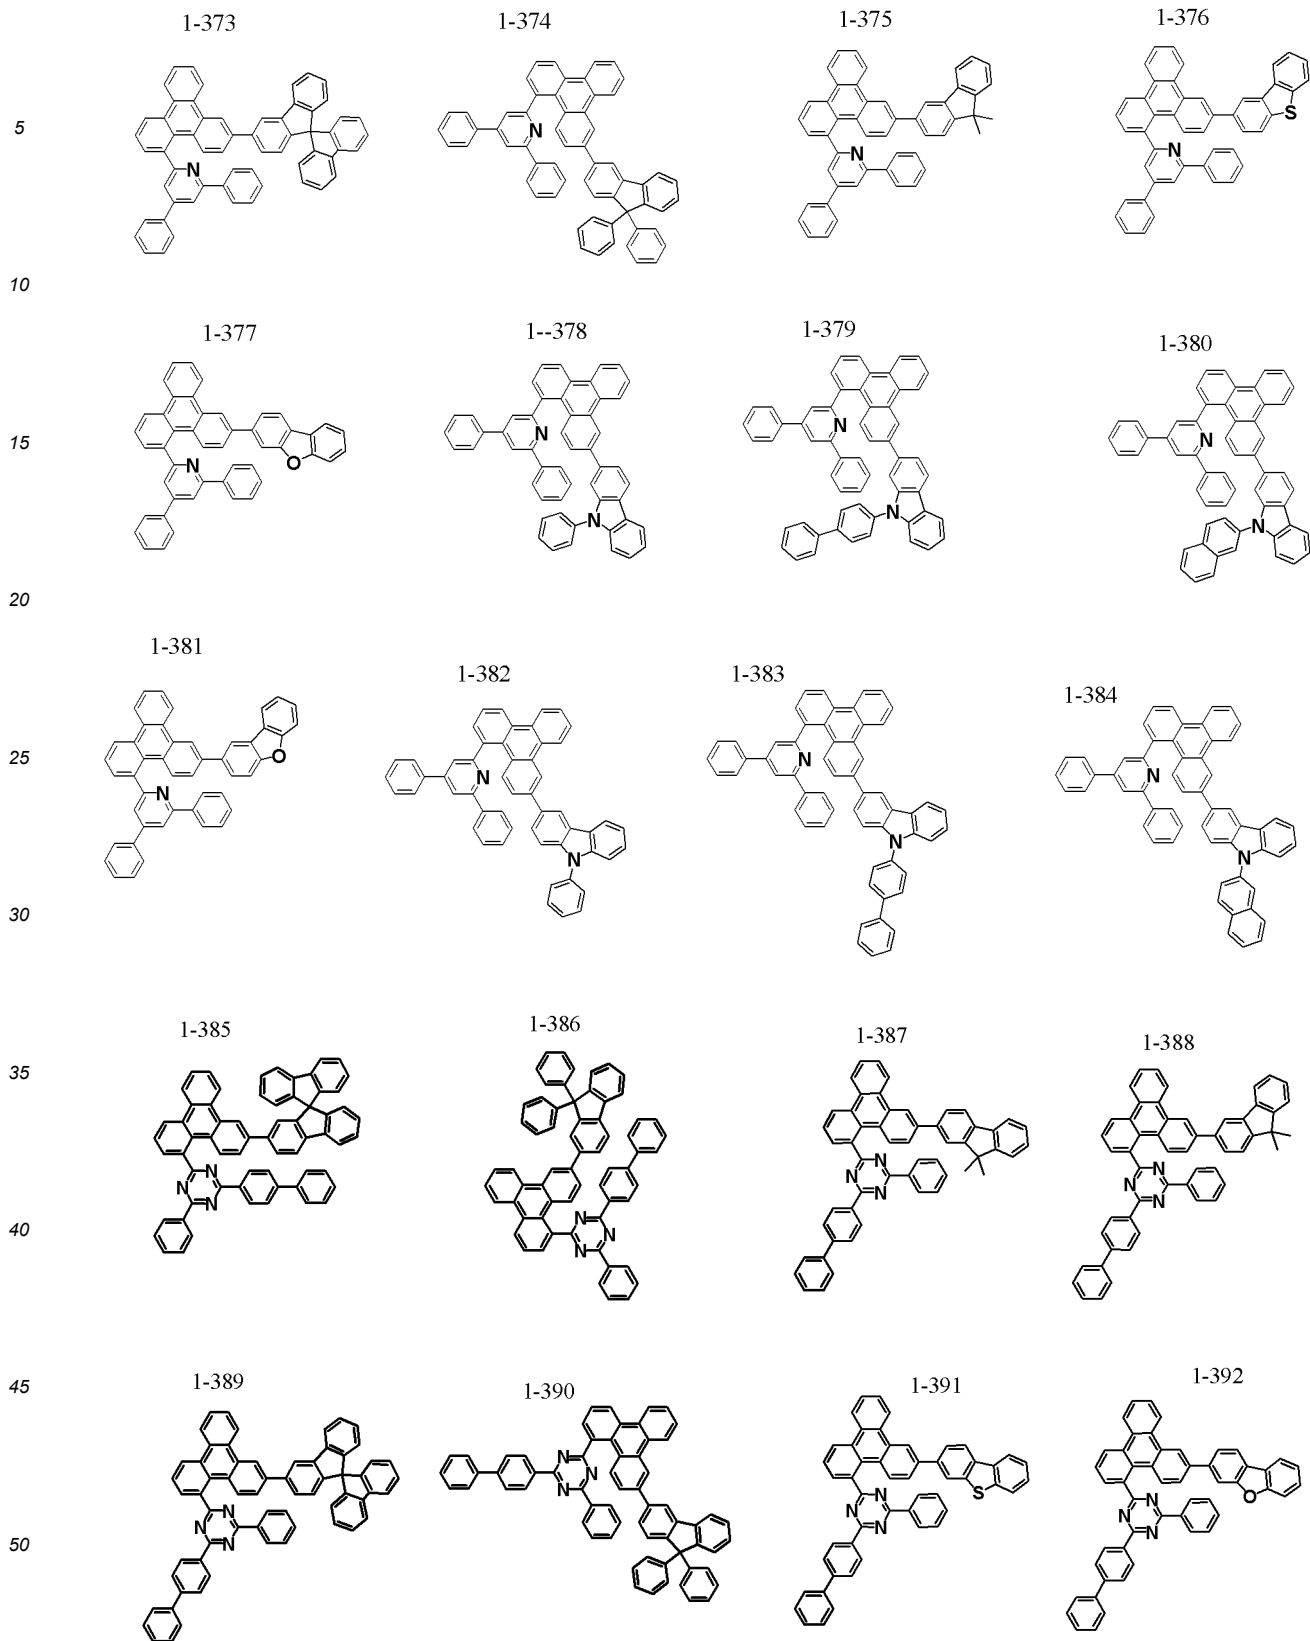 1-373 1-374 1-375 1-376
S
5
N N N N
10
1-377 1--378 1-379 1-380
15
N N N
O N
N N N
20
1-381 1-382 1-383 1-384
25
O
N N N N
N N N
30
1-385 1-386 1-387 1-388
35
N N N N
N N N N
N N N N
40
45
1-389 1-390 1-391 1-392
N N N N
N N S O
N N N N
N N
50